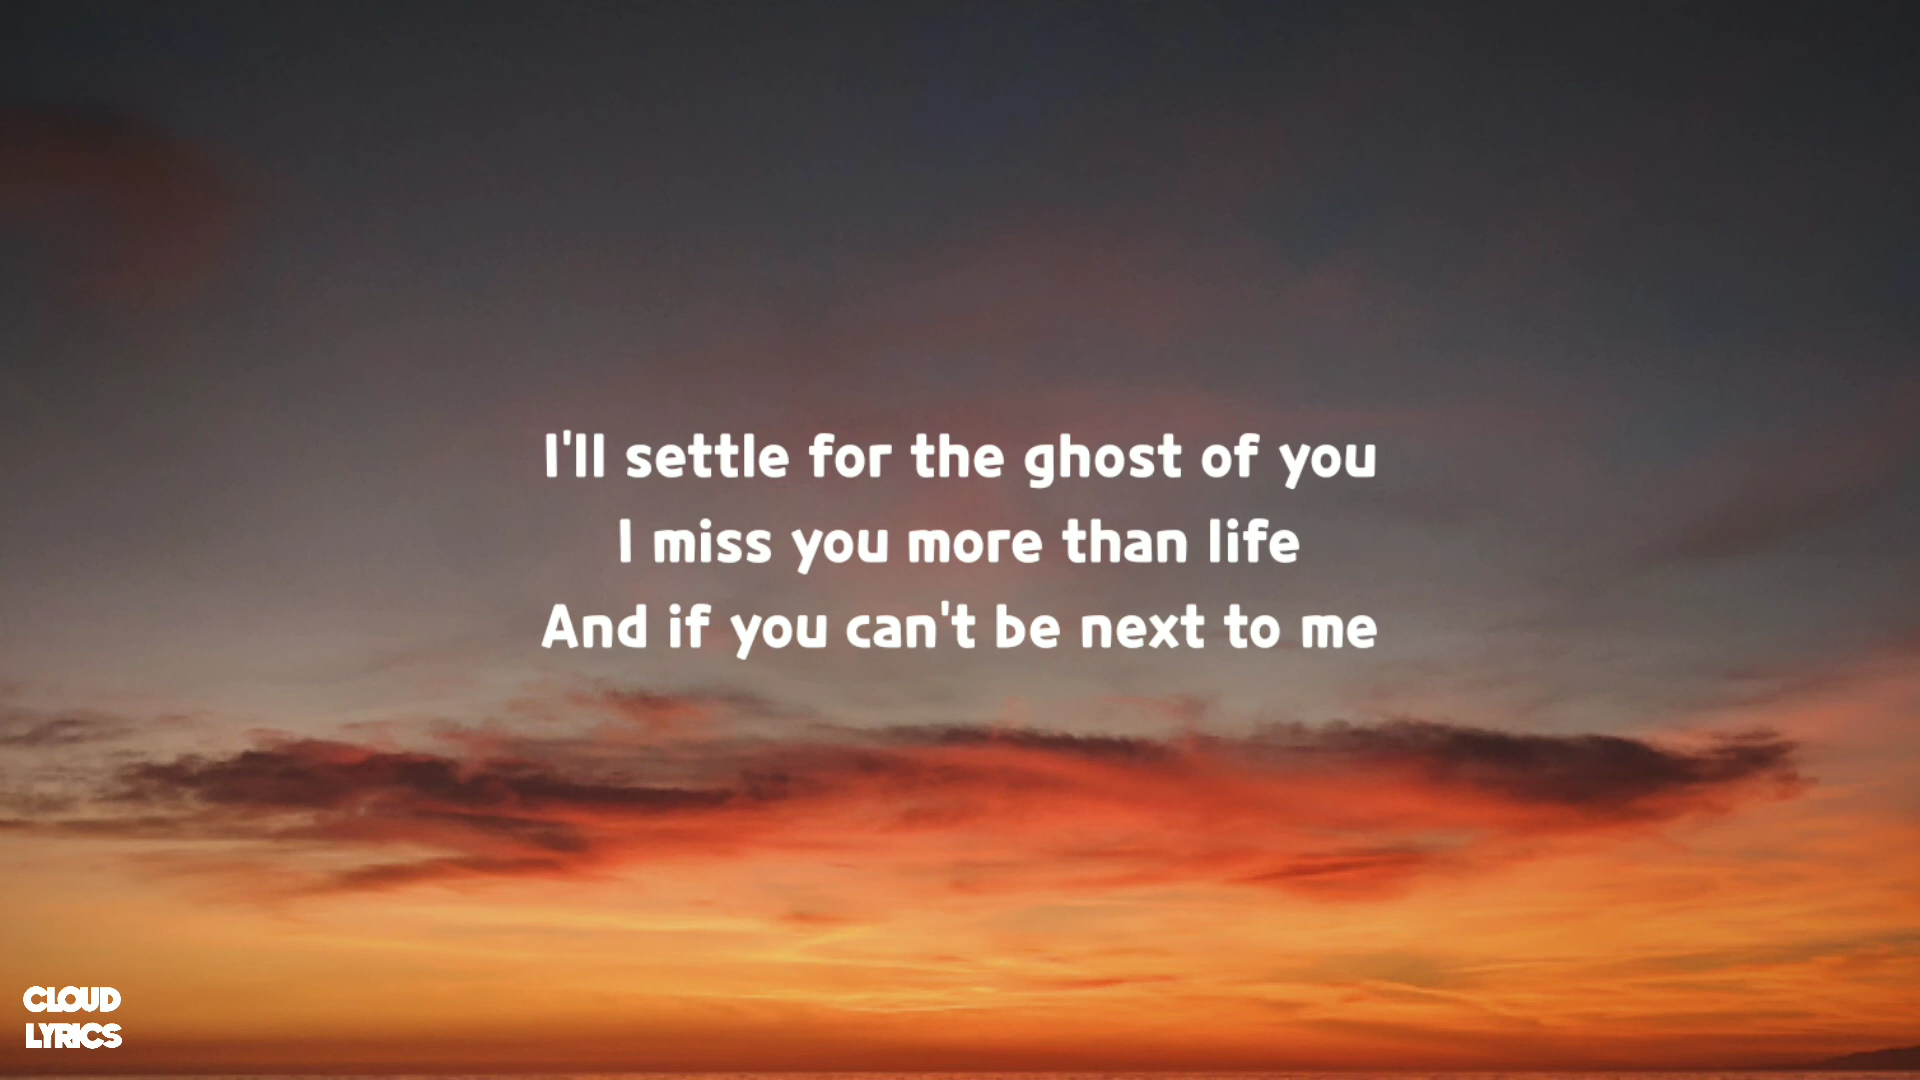 I'll settle for the ghost of you
I miss you more than life
And if you can't be next to me
CLOUD
LYRICS